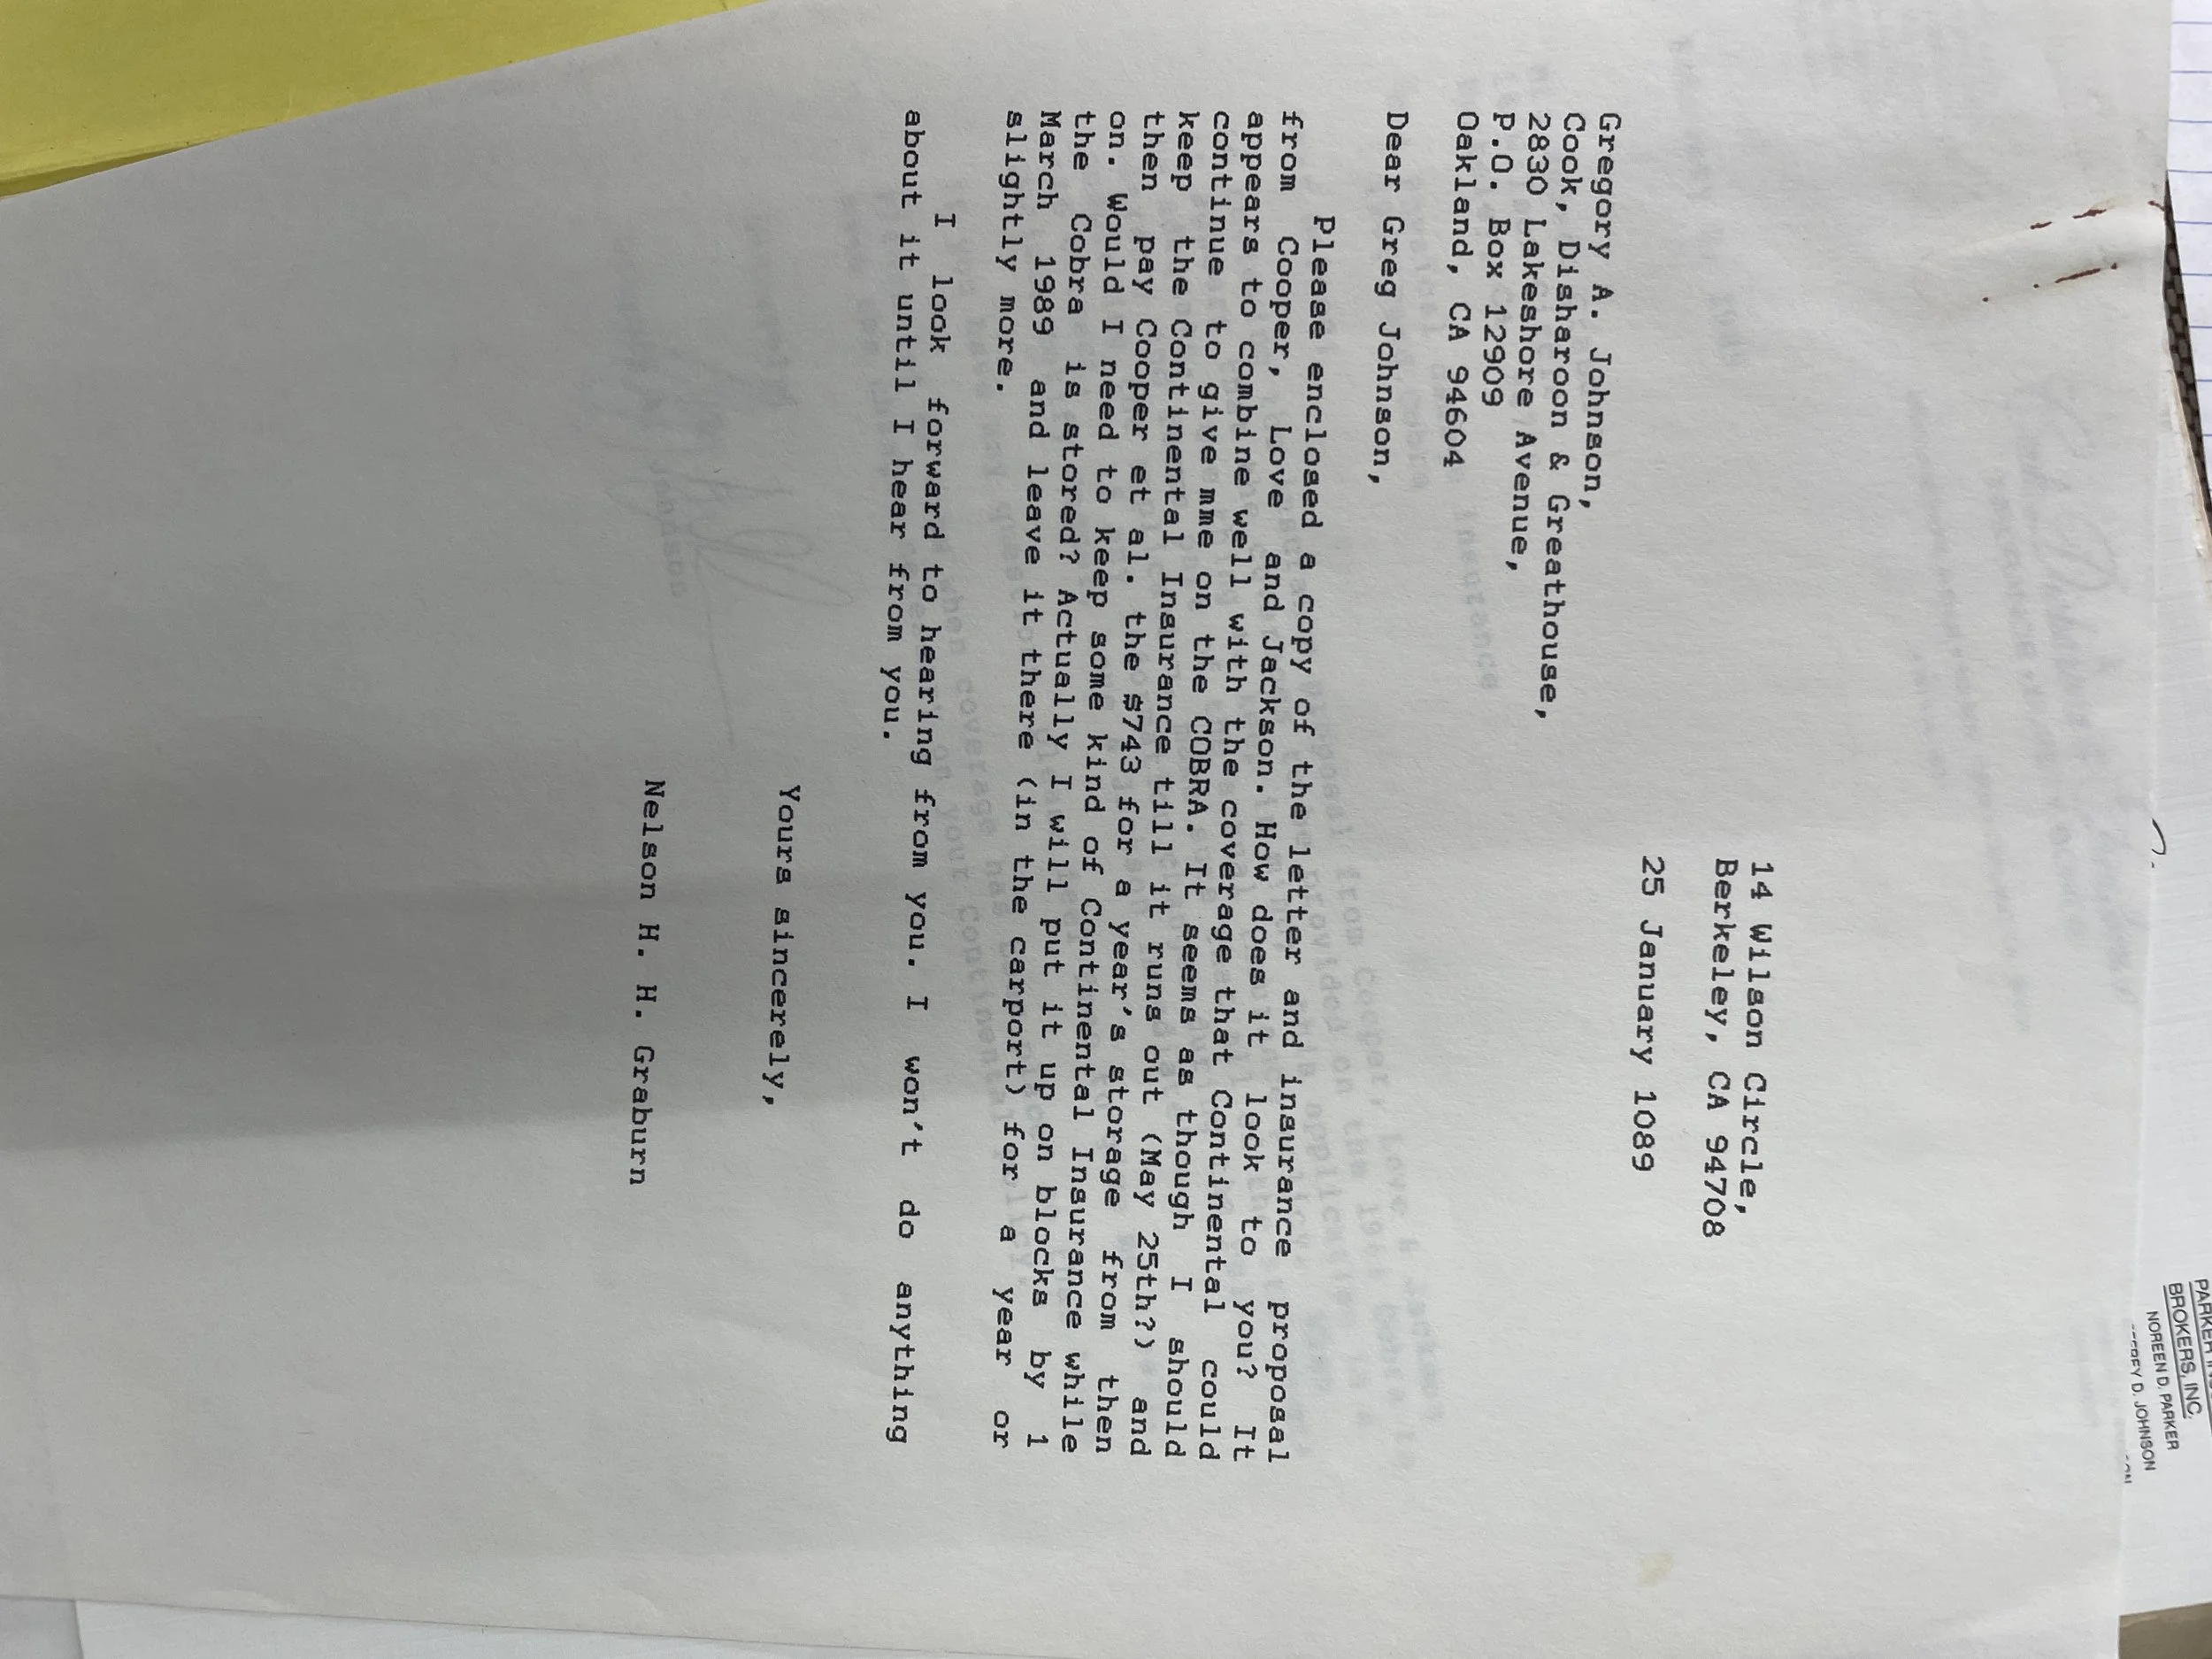 14 Wilson Circle,
Berkeley, CA 94708
25 January 1089
Gregory A. Johnson,
Cook, Disharoon & Greathouse,
2830 Lakeshore Avenue,
P.O. Box 12909
Oakland, CA 94604
Dear Greg Johnson,
Please enclosed a copy of the letter and insurance proposal
from Cooper, Love and Jackson. How does it look to you? It
appears to combine well with the coverage that Continental could
continue to give mme on the COBRA. It seems as though I should
keep the Continental Insurance till it runs out (May 25th?) and
then pay Cooper et al. the $743 for a year's storage from then
on. Would I need to keep some kind of Continental Insurance while
the Cobra is stored? Actually I will put it up on blocks by 1
March 1989 and leave it there (in the carport) for a year or
slightly more.
I look forward to hearing from you. I won't do anything
about it until I hear from you.
Yours sincerely,
Nelson H. H. Graburn
BROKERS, INC.
NOREEN D. PARKER
D. JOHNSON